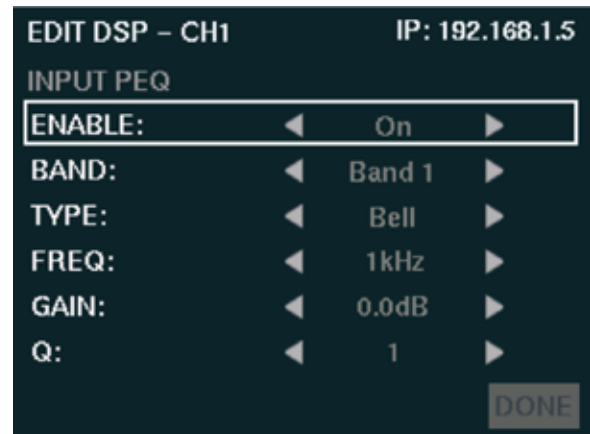 EDIT DSP – CH1 IP: 192.168.1.5
INPUT PEQ
ENABLE: ◀ On ▶
BAND: ◀ Band 1 ▶
TYPE: ◀ Bell ▶
FREQ: ◀ 1kHz ▶
GAIN: ◀ 0.0dB ▶
Q: ◀ 1 ▶
DONE